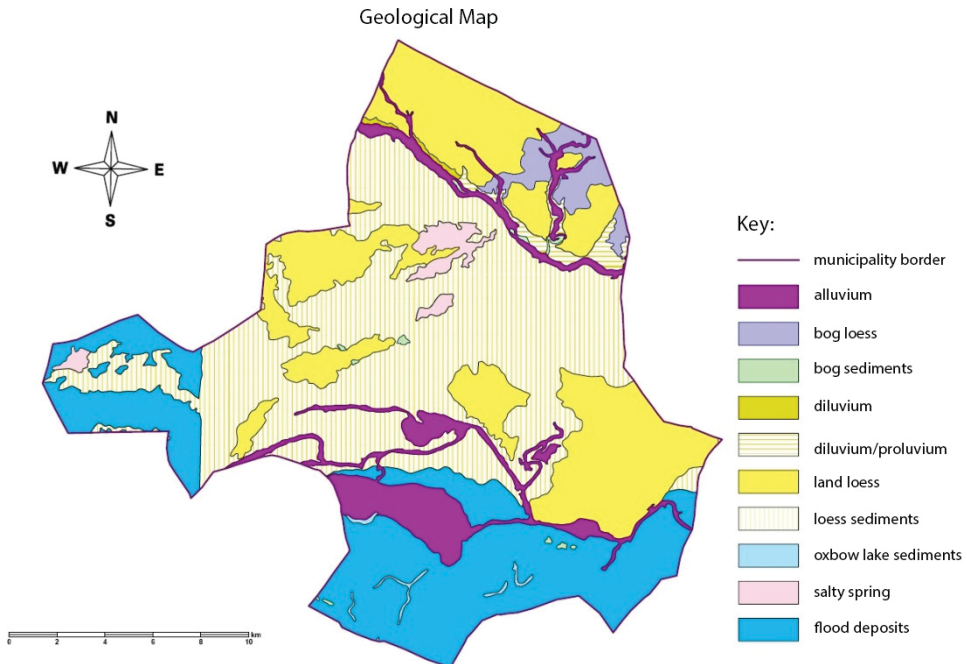 Geological Map
N
W E
S
Key:
municipality border
alluvium
bog loess
bog sediments
diluvium
diluvium/proluvium
land loess
loess sediments
oxbow lake sediments
salty spring
flood deposits
0 2 4 6 8 10 km